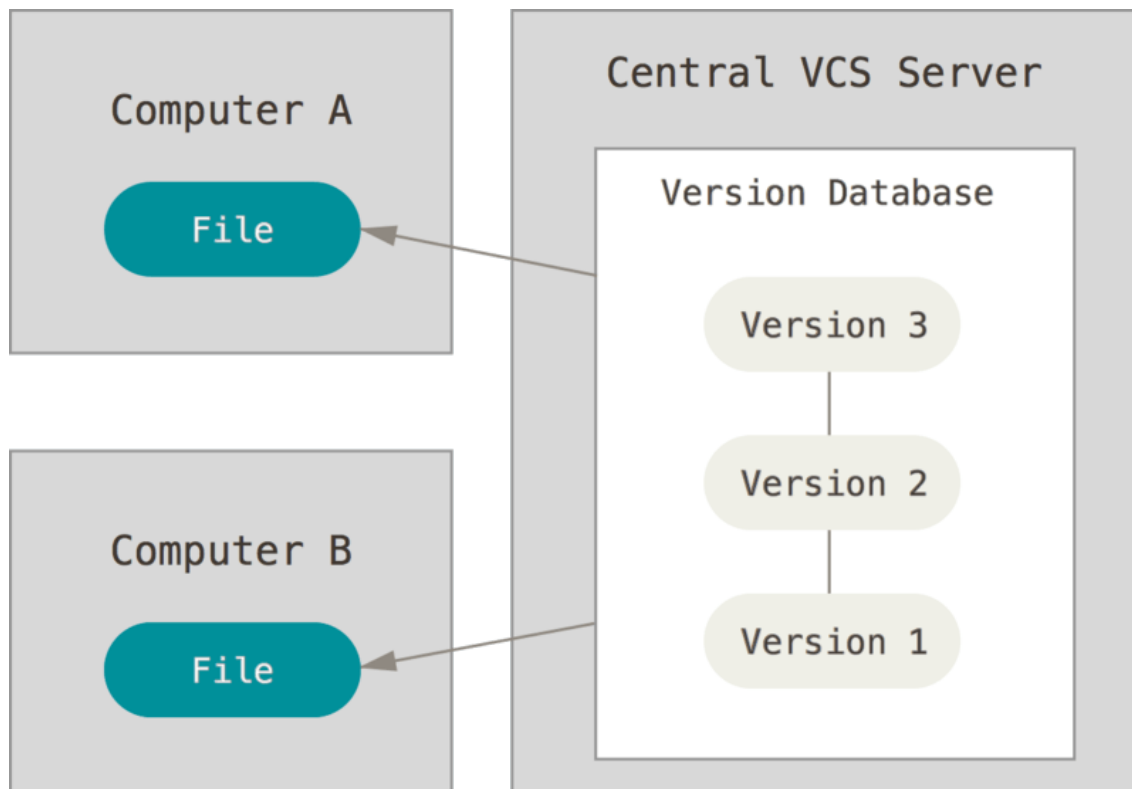 Computer A
File
Computer B
File
Central VCS Server
Version Database
Version 3
Version 2
Version 1